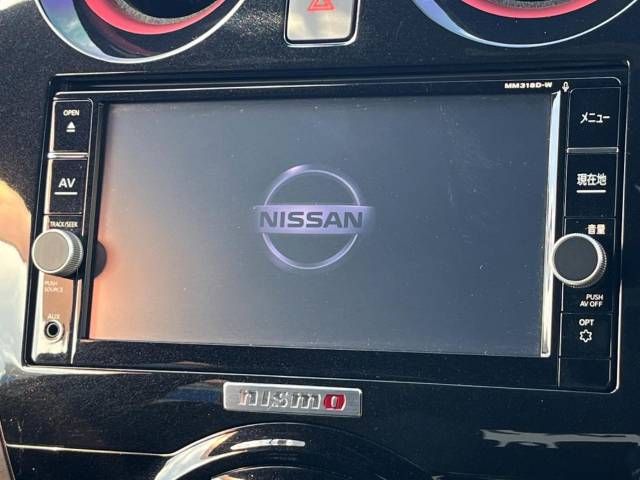 MM318D-W
OPEN
AV
TRACK/SEEK
PUSH
SOURCE
AUX
NISSAN
メニュー
現在地
音量
PUSH
AV OFF
OPT
nismo